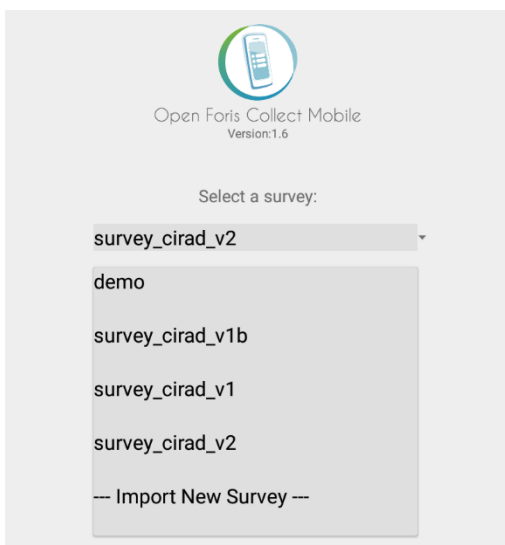 Open Foris Collect Mobile
Version:1.6
Select a survey:
survey_cirad_v2
demo
survey_cirad_v1b
survey_cirad_v1
survey_cirad_v2
--- Import New Survey ---